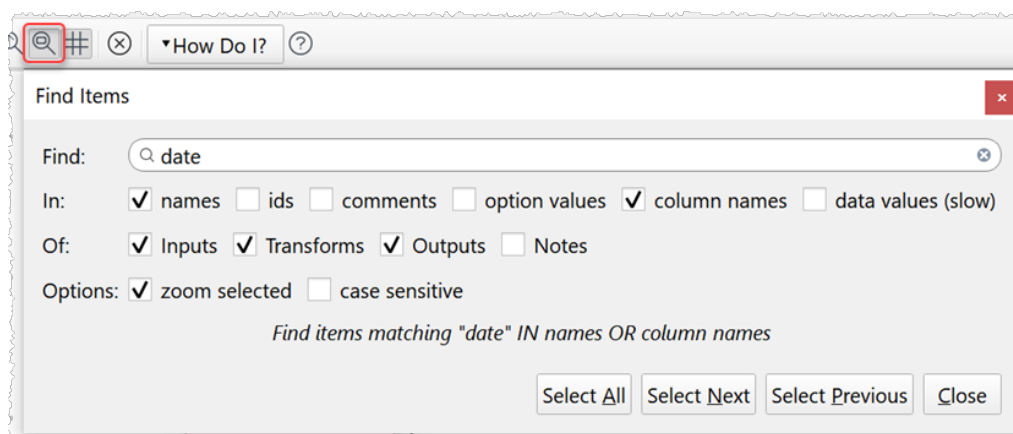 How Do I?
Find Items
Find: date
In: names ids comments option values column names data values (slow)
Of: Inputs Transforms Outputs Notes
Options: zoom selected case sensitive
Find items matching "date" IN names OR column names
Select All Select Next Select Previous Close